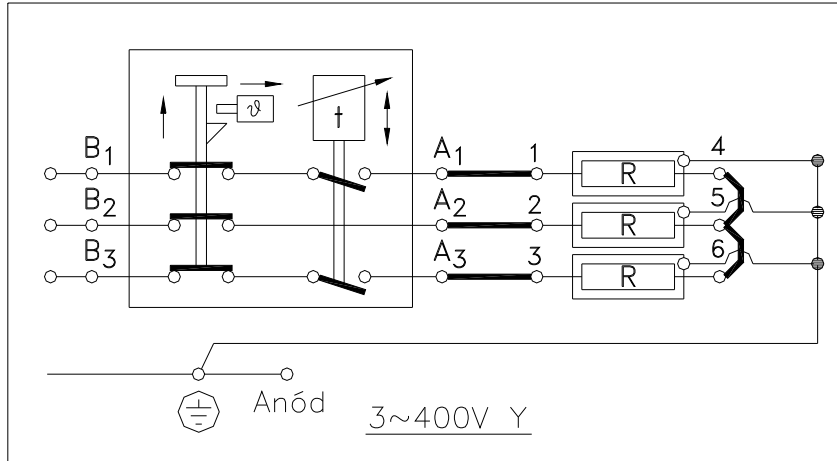 ϑ
t
B1 A1 1 R 4
B2 A2 2 R 5
B3 A3 3 R 6
Anód
3~400V Y